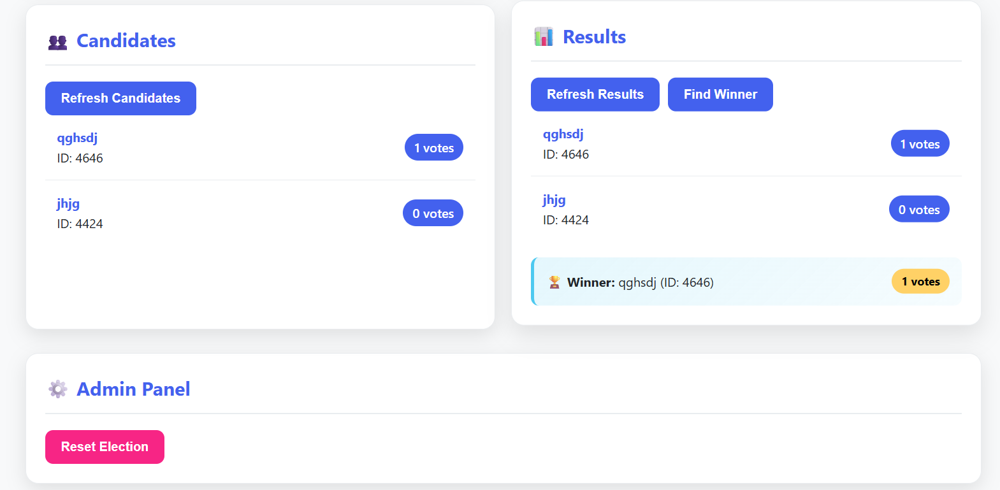 Candidates
Refresh Candidates
qghsdj
ID: 4646
1 votes
jhjg
ID: 4424
0 votes
Results
Refresh Results
Find Winner
qghsdj
ID: 4646
1 votes
jhjg
ID: 4424
0 votes
Winner: qghsdj (ID: 4646)
1 votes
Admin Panel
Reset Election